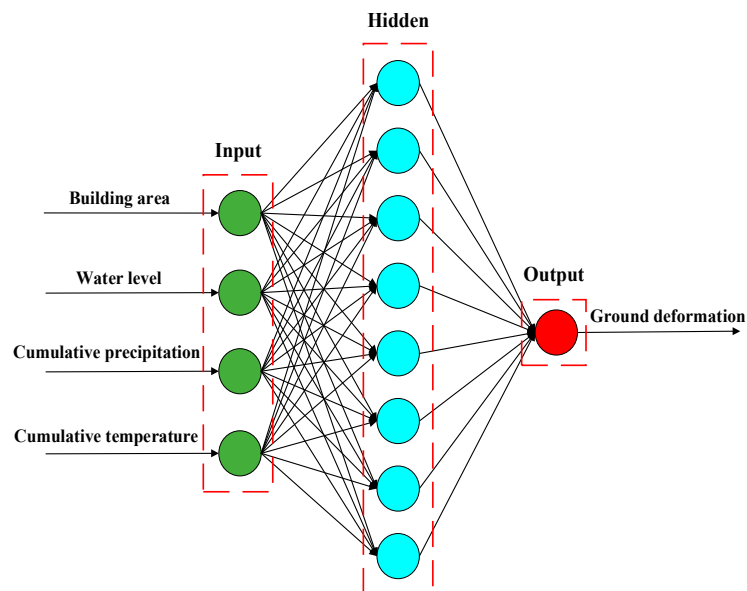 Hidden
Input
Building area
Water level
Cumulative precipitation
Cumulative temperature
Output
Ground deformation